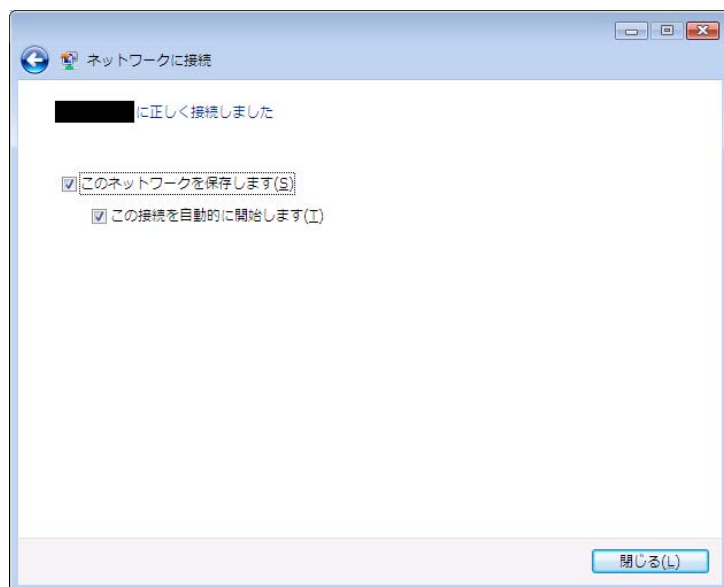 ネットワークに接続
に正しく接続しました
このネットワークを保存します(S)
この接続を自動的に開始します(T)
閉じる(L)